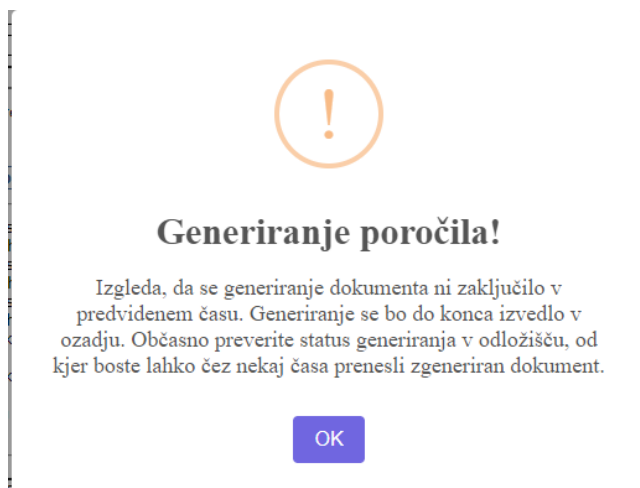 !
Generiranje poročila!
Izgleda, da se generiranje dokumenta ni zaključilo v
predvidenem času. Generiranje se bo do konca izvedlo v
ozadju. Občasno preverite status generiranja v odložišču, od
kjer boste lahko čez nekaj časa prenesli zgeneriran dokument.
OK